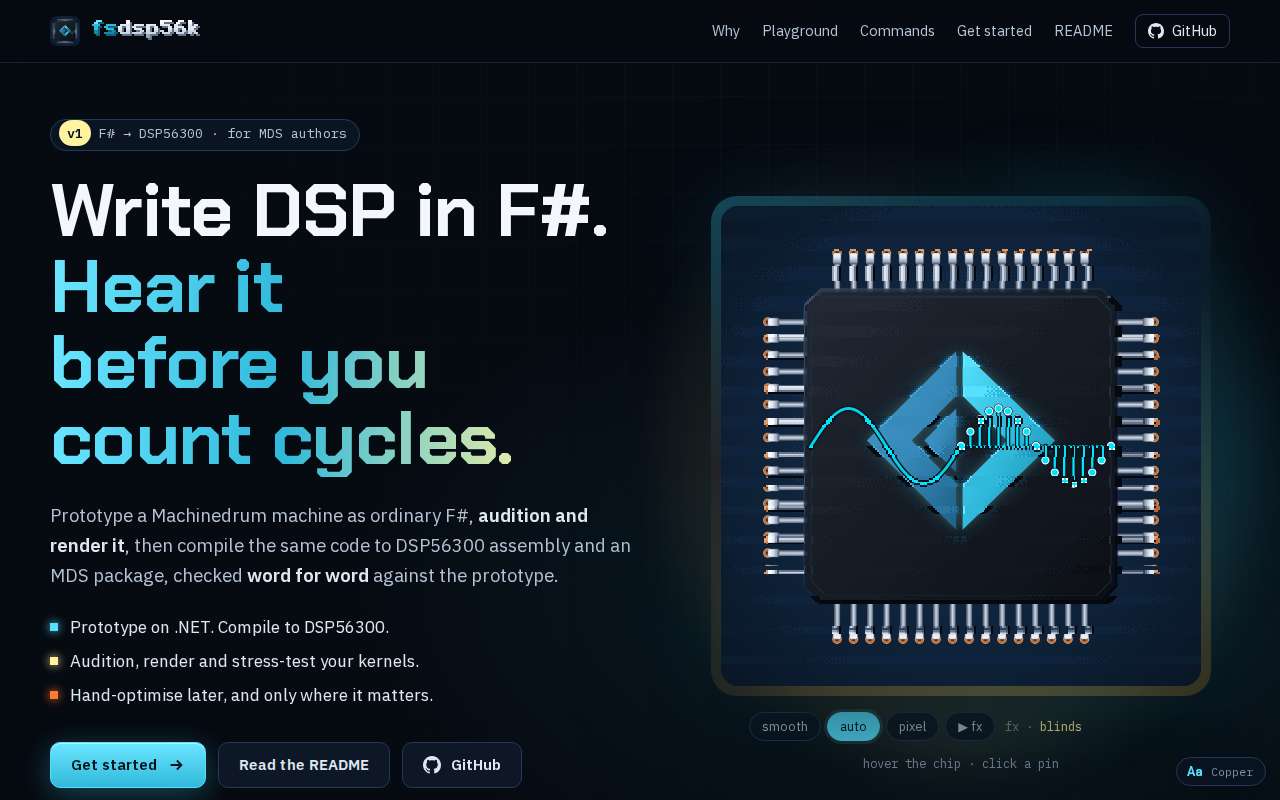 fsdsp56k
Why Playground Commands Get started README GitHub
v1 F# → DSP56300 · for MDS authors
Write DSP in F#.
Hear it
before you
count cycles.
Prototype a Machinedrum machine as ordinary F#, audition and
render it, then compile the same code to DSP56300 assembly and an
MDS package, checked word for word against the prototype.
Prototype on .NET. Compile to DSP56300.
Audition, render and stress-test your kernels.
Hand-optimise later, and only where it matters.
Get started → Read the README GitHub
smooth auto pixel ▶ fx fx · blinds
hover the chip · click a pin
Aa Copper